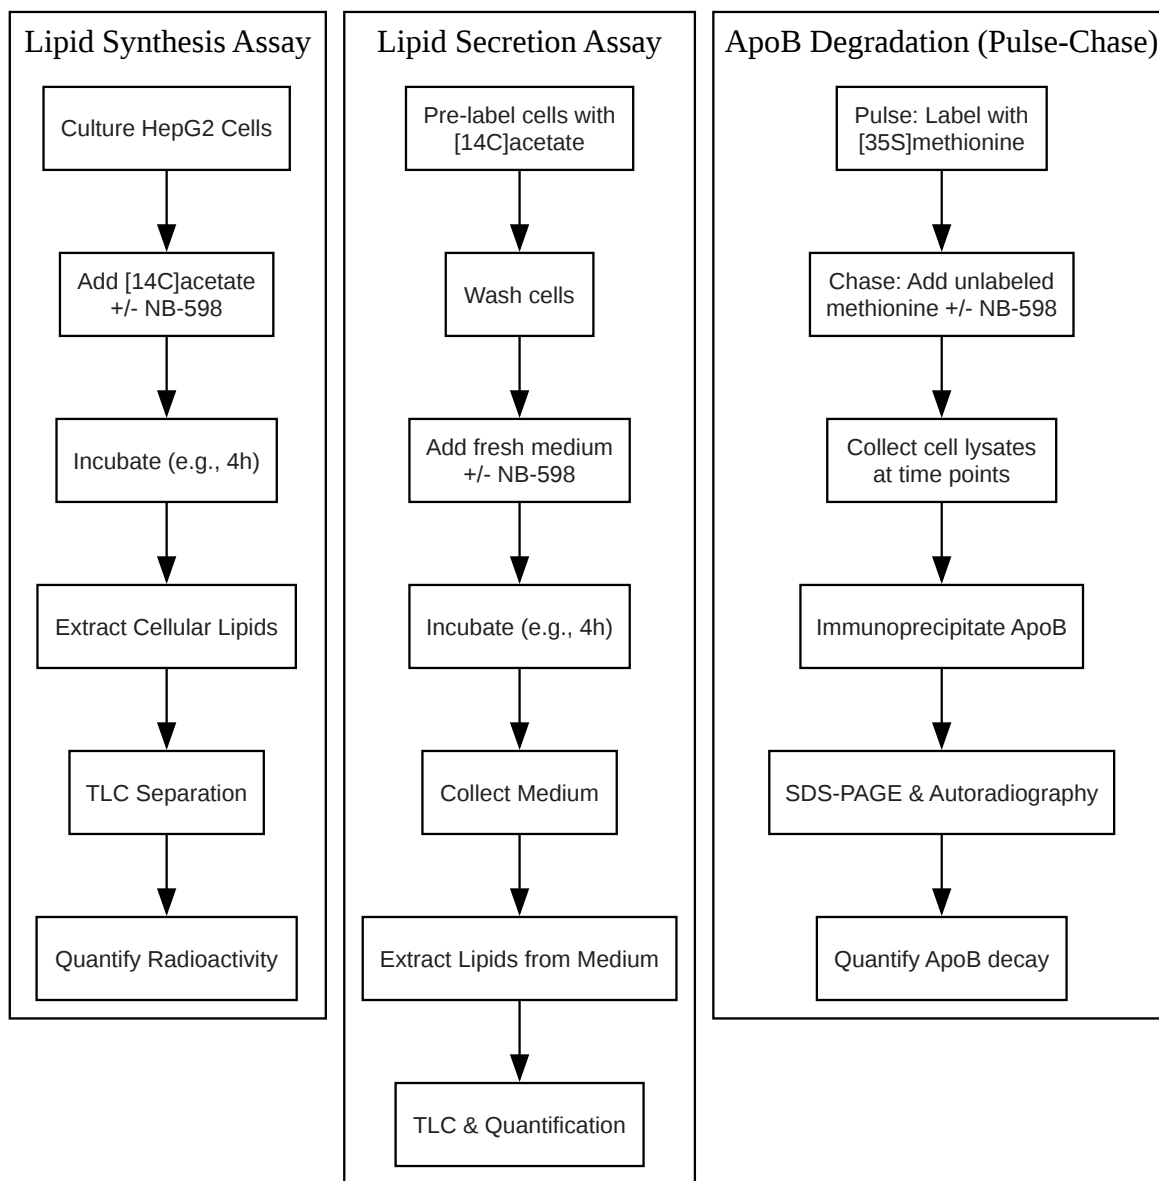 Lipid Synthesis Assay
Culture HepG2 Cells
Add [14C]acetate
+/- NB-598
Incubate (e.g., 4h)
Extract Cellular Lipids
TLC Separation
Quantify Radioactivity
Lipid Secretion Assay
Pre-label cells with
[14C]acetate
Wash cells
Add fresh medium
+/- NB-598
Incubate (e.g., 4h)
Collect Medium
Extract Lipids from Medium
TLC & Quantification
ApoB Degradation (Pulse-Chase)
Pulse: Label with
[35S]methionine
Chase: Add unlabeled
methionine +/- NB-598
Collect cell lysates
at time points
Immunoprecipitate ApoB
SDS-PAGE & Autoradiography
Quantify ApoB decay